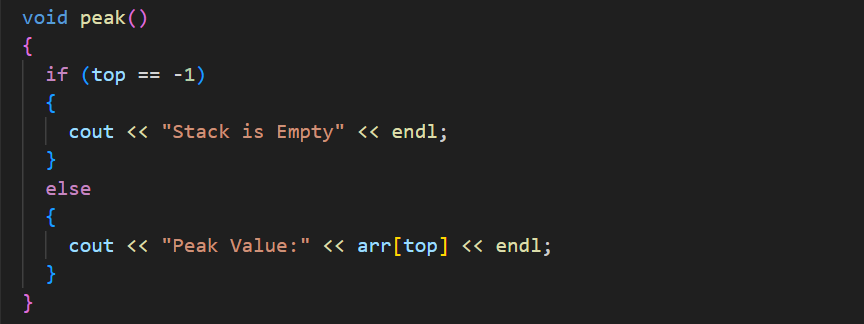 void peak()
{
if (top == -1)
{
cout << "Stack is Empty" << endl;
}
else
{
cout << "Peak Value:" << arr[top] << endl;
}
}